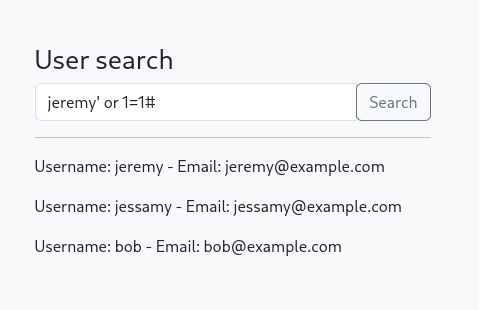 User search
jeremy' or 1=1#
Search
Username: jeremy - Email: jeremy@example.com
Username: jessamy - Email: jessamy@example.com
Username: bob - Email: bob@example.com